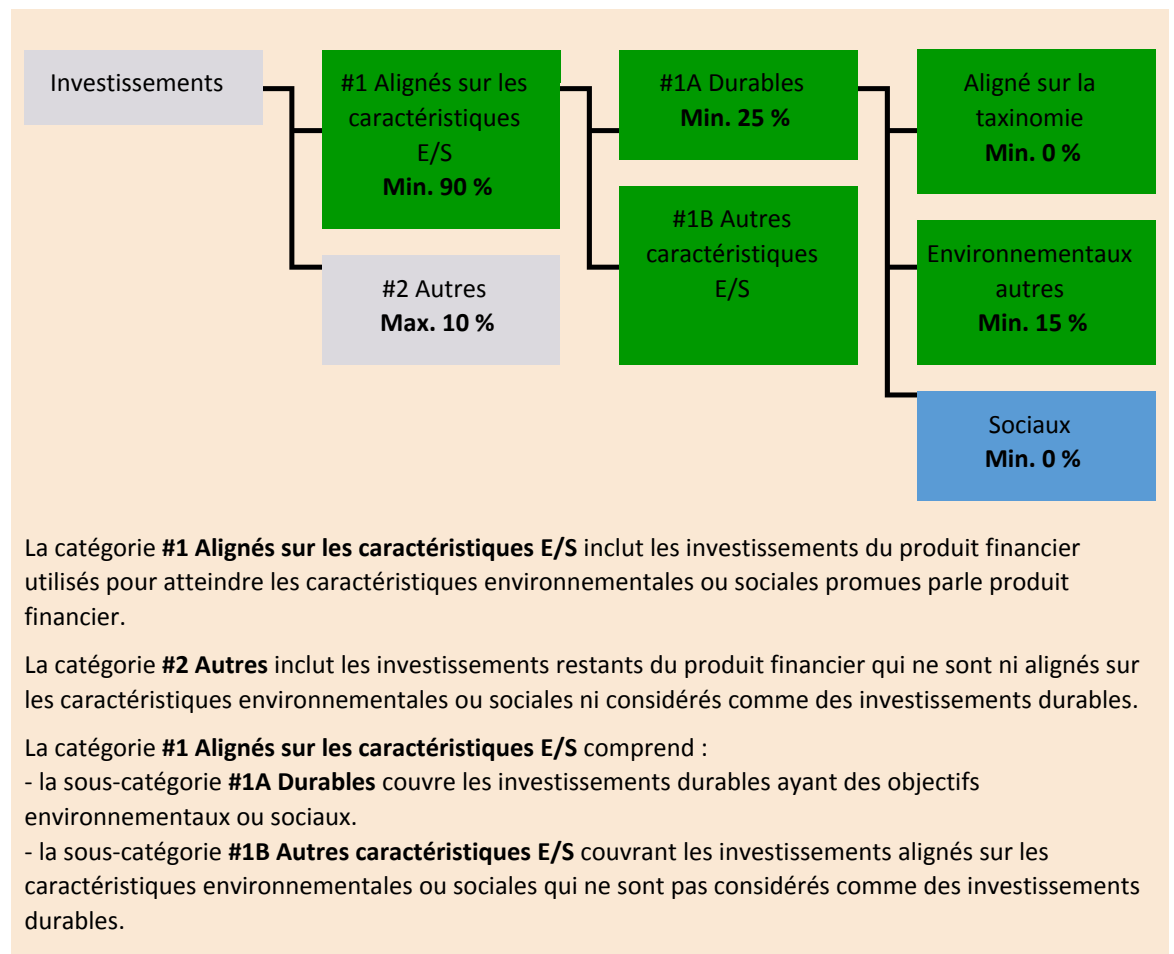 Investissements
#1 Alignés sur les
caractéristiques
E/S
Min. 90 %
#2 Autres
Max. 10 %
#1A Durables
Min. 25 %
#1B Autres
caractéristiques
E/S
Aligné sur la
taxinomie
Min. 0 %
Environnementaux
autres
Min. 15 %
Sociaux
Min. 0 %
La catégorie #1 Alignés sur les caractéristiques E/S inclut les investissements du produit financier
utilisés pour atteindre les caractéristiques environnementales ou sociales promues parle produit
financier.
La catégorie #2 Autres inclut les investissements restants du produit financier qui ne sont ni alignés sur
les caractéristiques environnementales ou sociales ni considérés comme des investissements durables.
La catégorie #1 Alignés sur les caractéristiques E/S comprend :
- la sous-catégorie #1A Durables couvre les investissements durables ayant des objectifs
environnementaux ou sociaux.
- la sous-catégorie #1B Autres caractéristiques E/S couvrant les investissements alignés sur les
caractéristiques environnementales ou sociales qui ne sont pas considérés comme des investissements
durables.